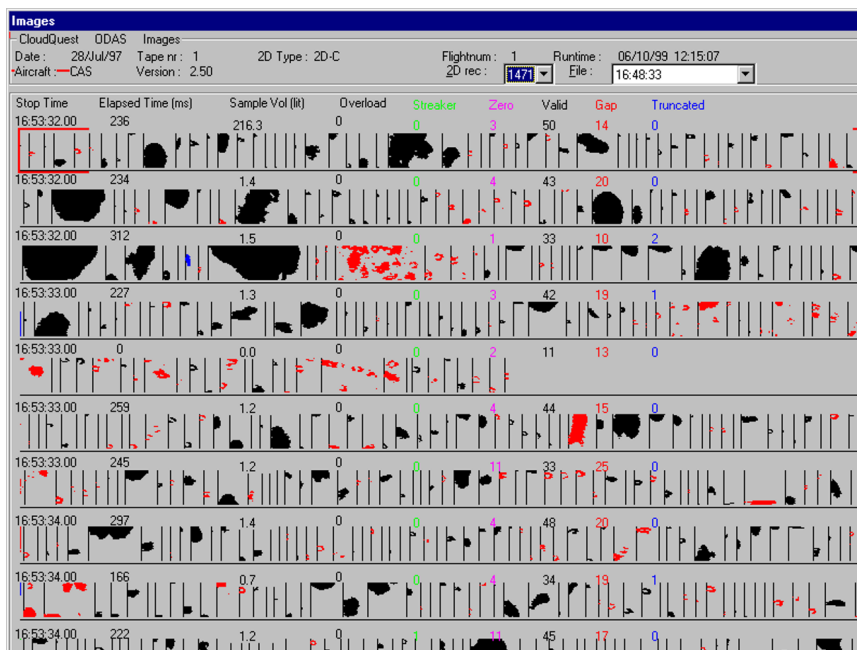 Images
CloudQuest ODAS Images
Date : 28/Jul/97 Tape nr : 1 2D Type : 2D-C Flightnum : 1 Runtime : 06/10/99 12:15:07
Aircraft : CAS Version : 2.50 2D rec : 1471 File : 16:48:33
Stop Time Elapsed Time (ms) Sample Vol (lit) Overload Streaker Zero Valid Gap Truncated
16:53:32.00 236 216.3 0 0 3 50 14 0
16:53:32.00 234 1.4 0 0 4 43 20 0
16:53:32.00 312 1.5 0 0 1 33 10 2
16:53:33.00 227 1.3 0 0 3 42 19 1
16:53:33.00 0 0.0 0 0 2 11 13 0
16:53:33.00 259 1.2 0 0 4 44 15 0
16:53:33.00 245 1.2 0 0 11 33 25 0
16:53:34.00 297 1.4 0 0 4 48 20 0
16:53:34.00 166 0.7 0 0 4 34 19 1
16:53:34.00 222 1.2 0 1 11 45 17 0